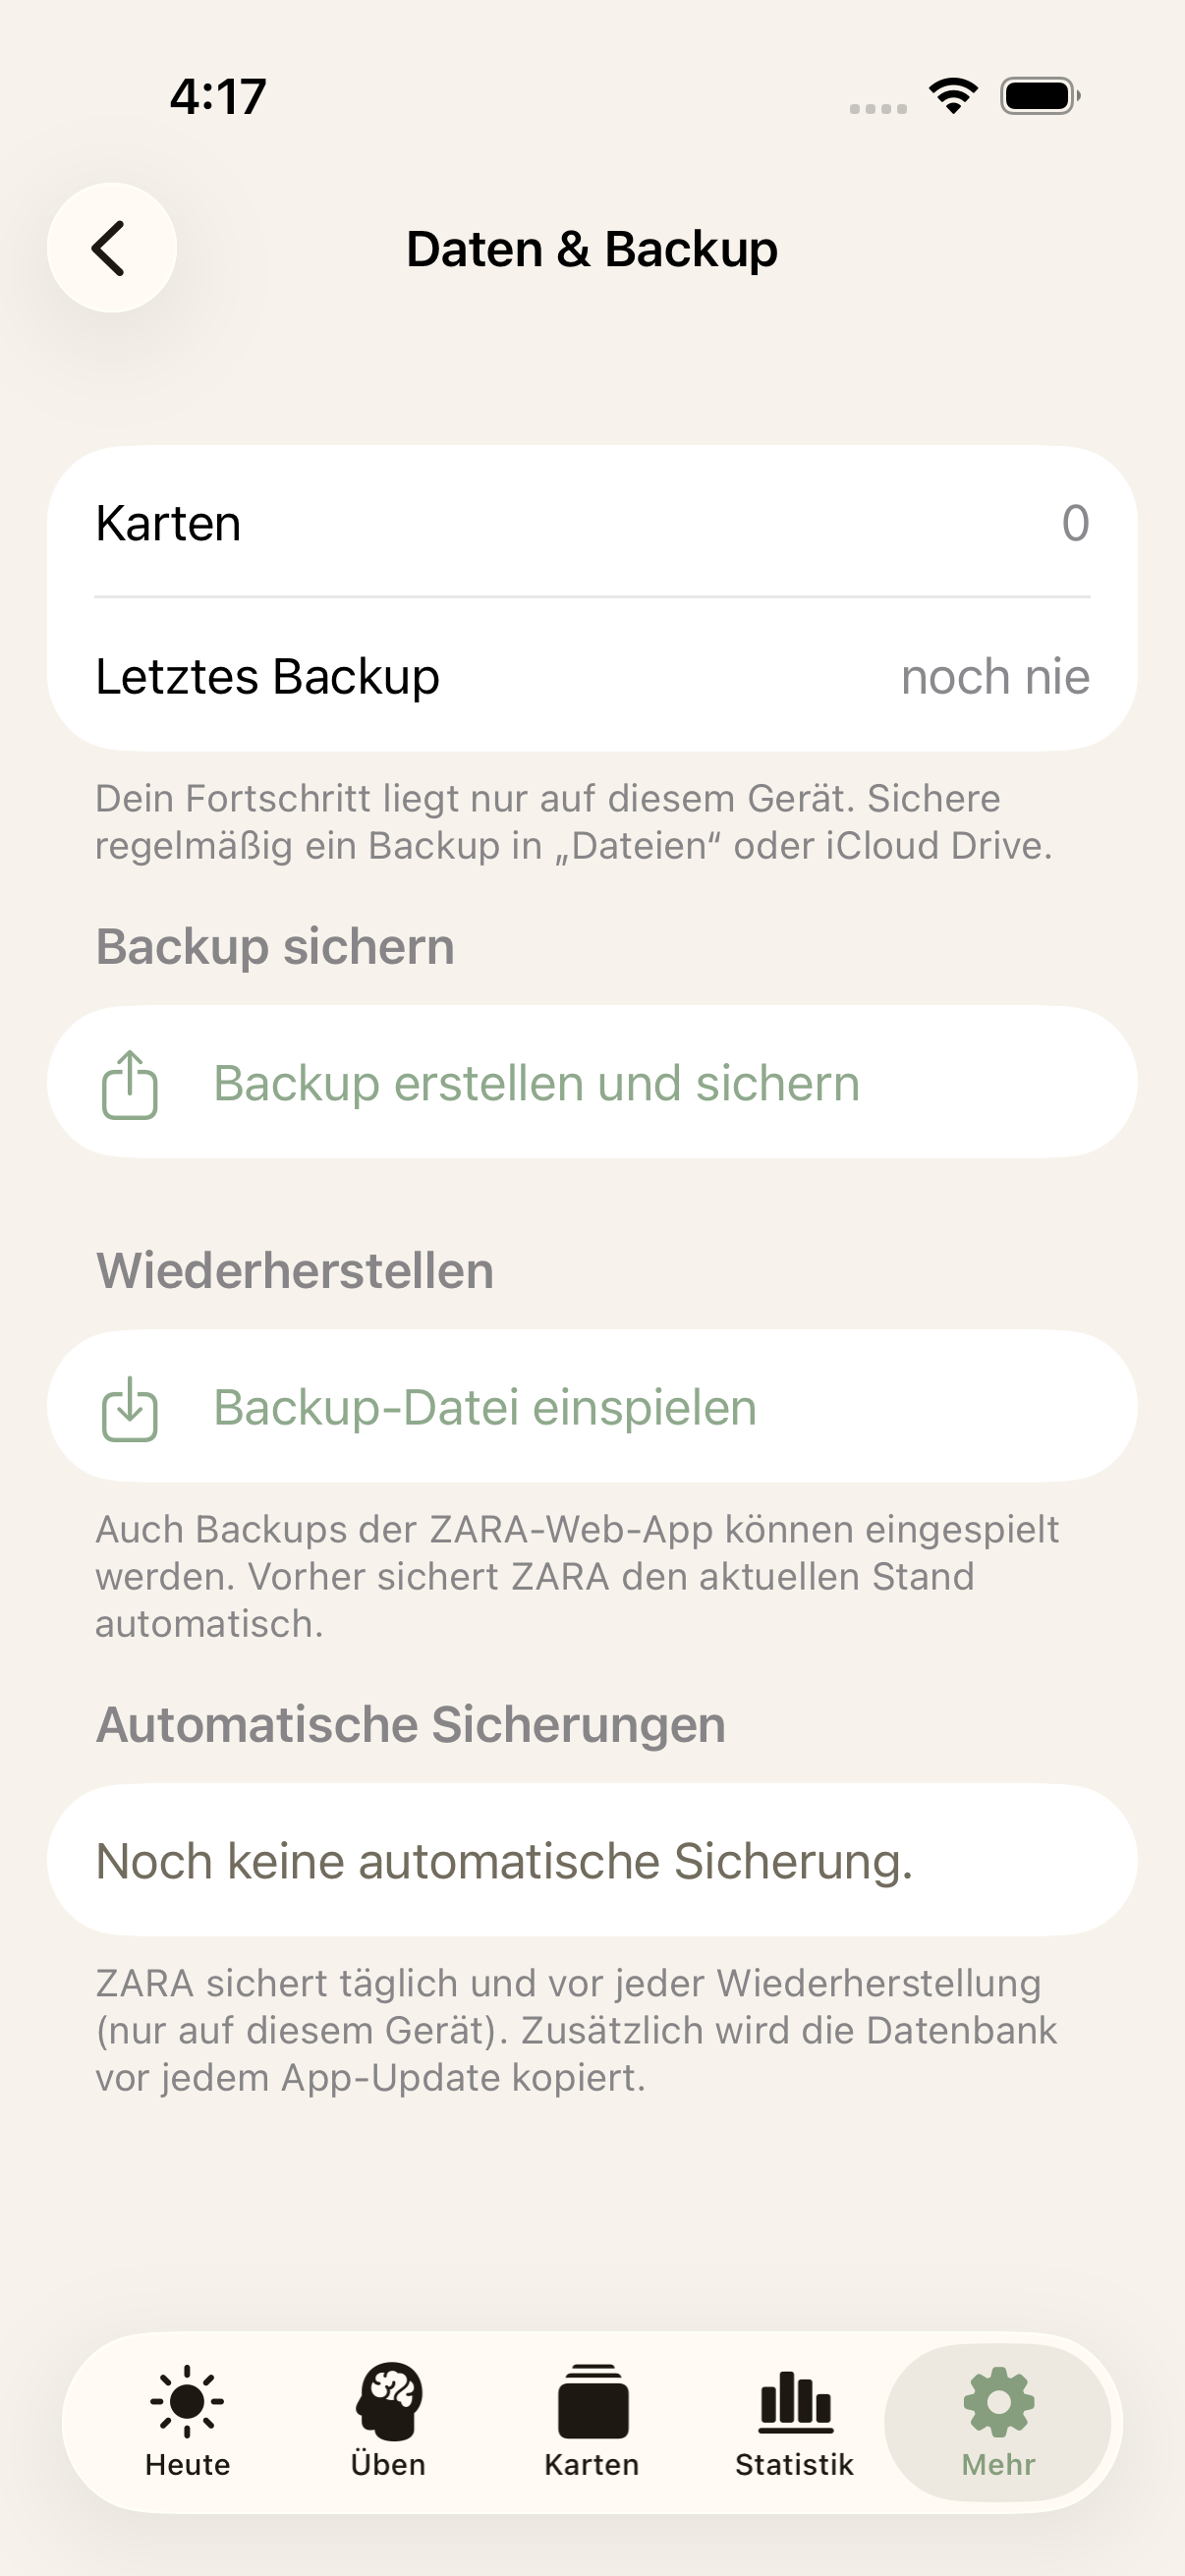 4:17
Daten & Backup
Karten 0
Letztes Backup noch nie
Dein Fortschritt liegt nur auf diesem Gerät. Sichere
regelmäßig ein Backup in „Dateien“ oder iCloud Drive.
Backup sichern
Backup erstellen und sichern
Wiederherstellen
Backup-Datei einspielen
Auch Backups der ZARA-Web-App können eingespielt
werden. Vorher sichert ZARA den aktuellen Stand
automatisch.
Automatische Sicherungen
Noch keine automatische Sicherung.
ZARA sichert täglich und vor jeder Wiederherstellung
(nur auf diesem Gerät). Zusätzlich wird die Datenbank
vor jedem App-Update kopiert.
Heute Üben Karten Statistik Mehr